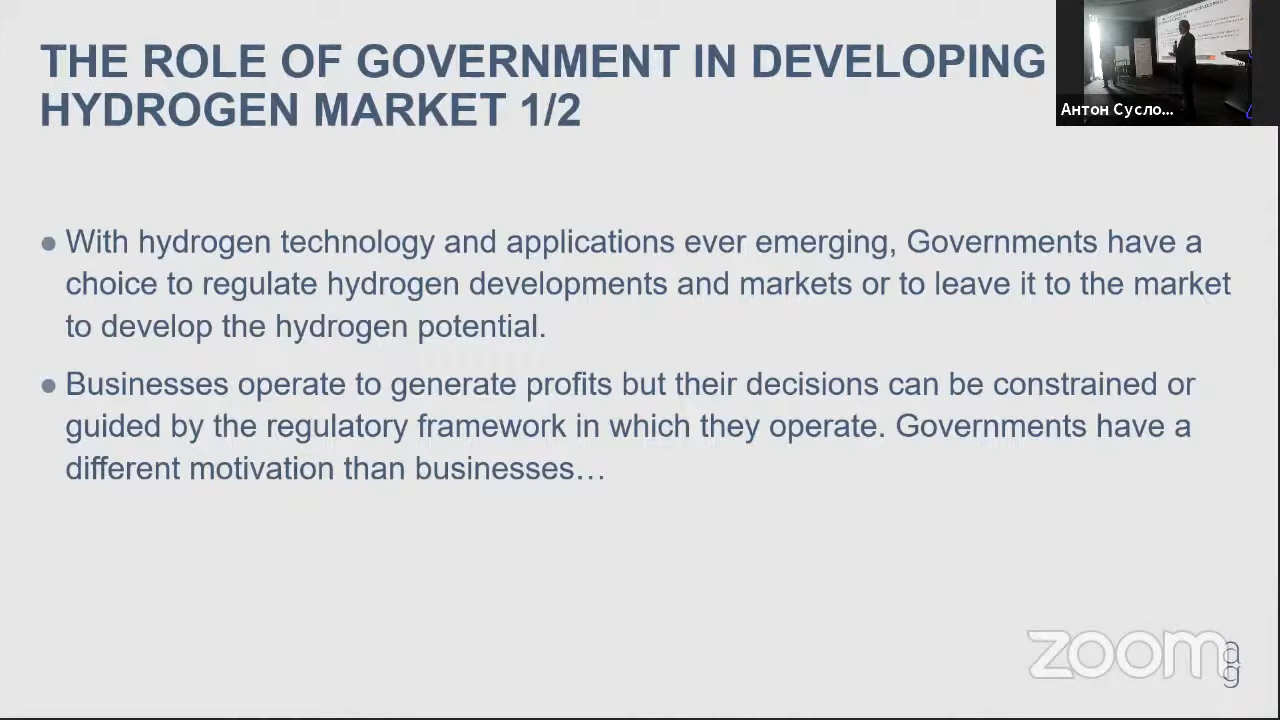 THE ROLE OF GOVERNMENT IN DEVELOPING
HYDROGEN MARKET 1/2
Антон Сусло...
● With hydrogen technology and applications ever emerging, Governments have a
choice to regulate hydrogen developments and markets or to leave it to the market
to develop the hydrogen potential.
● Businesses operate to generate profits but their decisions can be constrained or
guided by the regulatory framework in which they operate. Governments have a
different motivation than businesses…
zoom